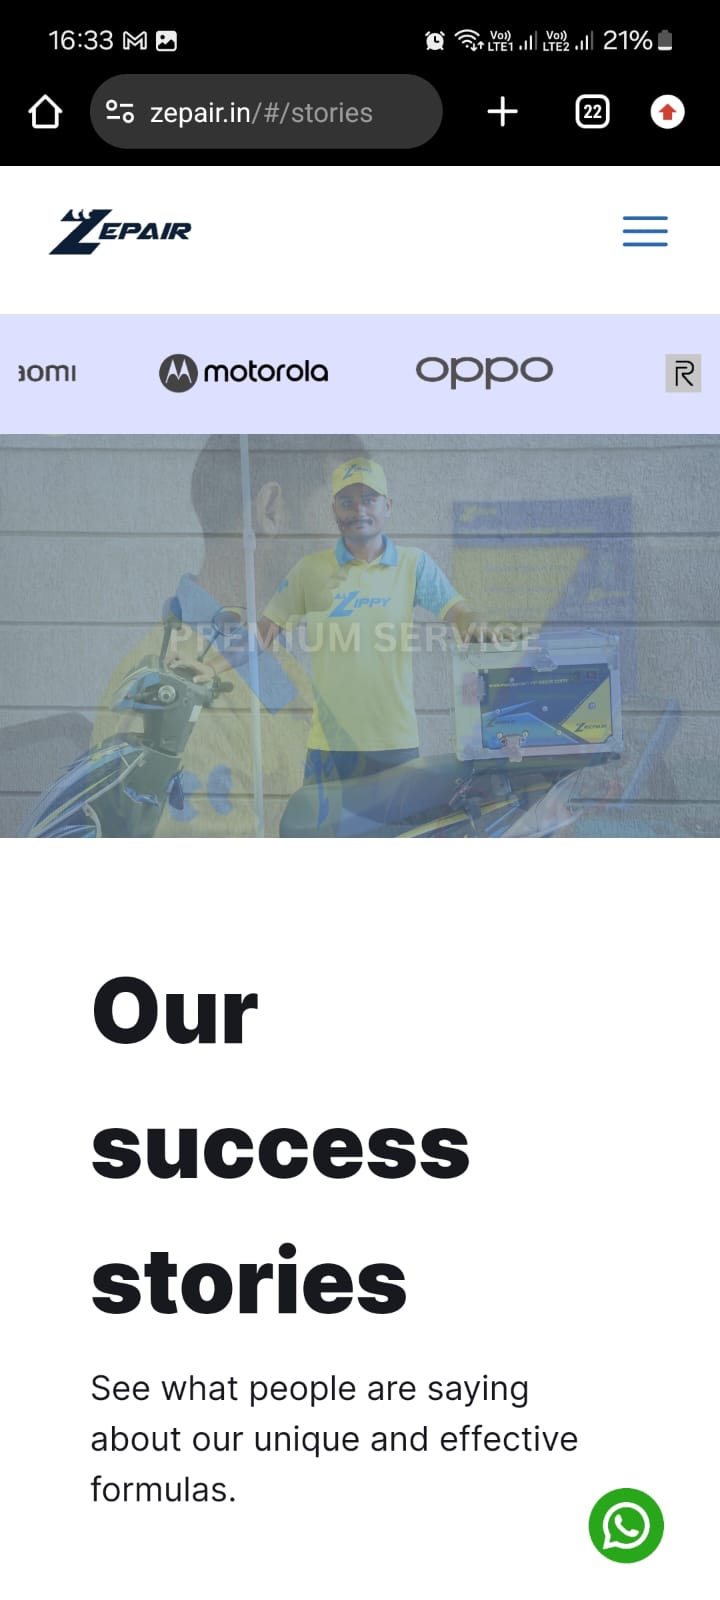 16:33
Vo)) LTE1
Vo)) LTE2
21%
zepair.in/#/stories
22
ZEPAIR
aomi
motorola
oppo
R
ZIPPY
PREMIUM SERVICE
ZEPAIR
Our
success
stories
See what people are saying
about our unique and effective
formulas.